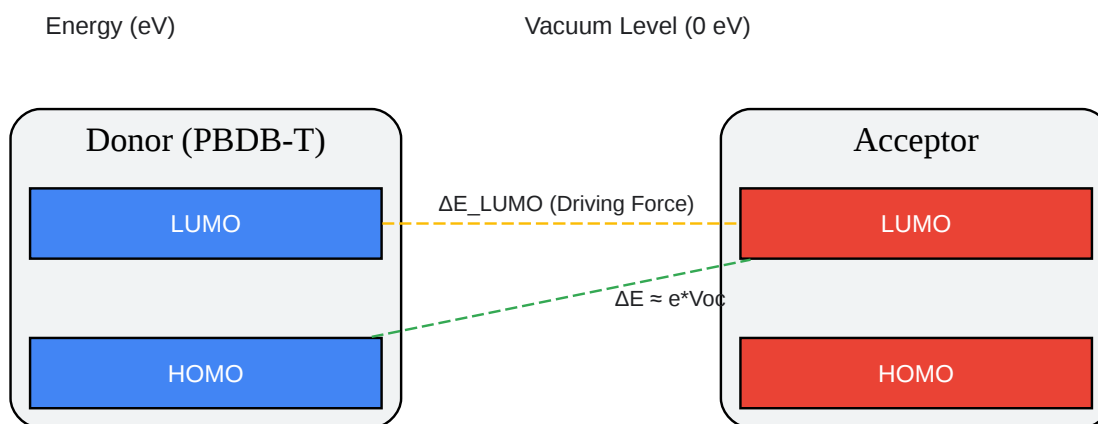 Energy (eV)
Vacuum Level (0 eV)
Donor (PBDB-T)
Acceptor
LUMO
ΔE_LUMO (Driving Force)
LUMO
ΔE ≈ e*Voc
HOMO
HOMO